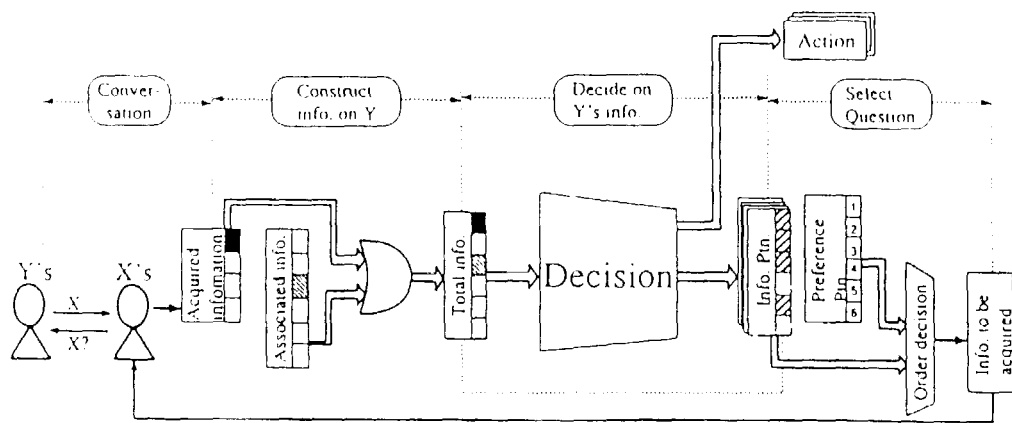 Action
Conver-
sation
Construct
info. on Y
Decide on
Y's info.
Select
Question
Y's
X's
X
X?
Acquired
infomation
Associated info.
Total info.
Decision
Info. Ptn
Preference
Ptn
1
2
3
4
5
6
Order decision
Info. to be
acquired